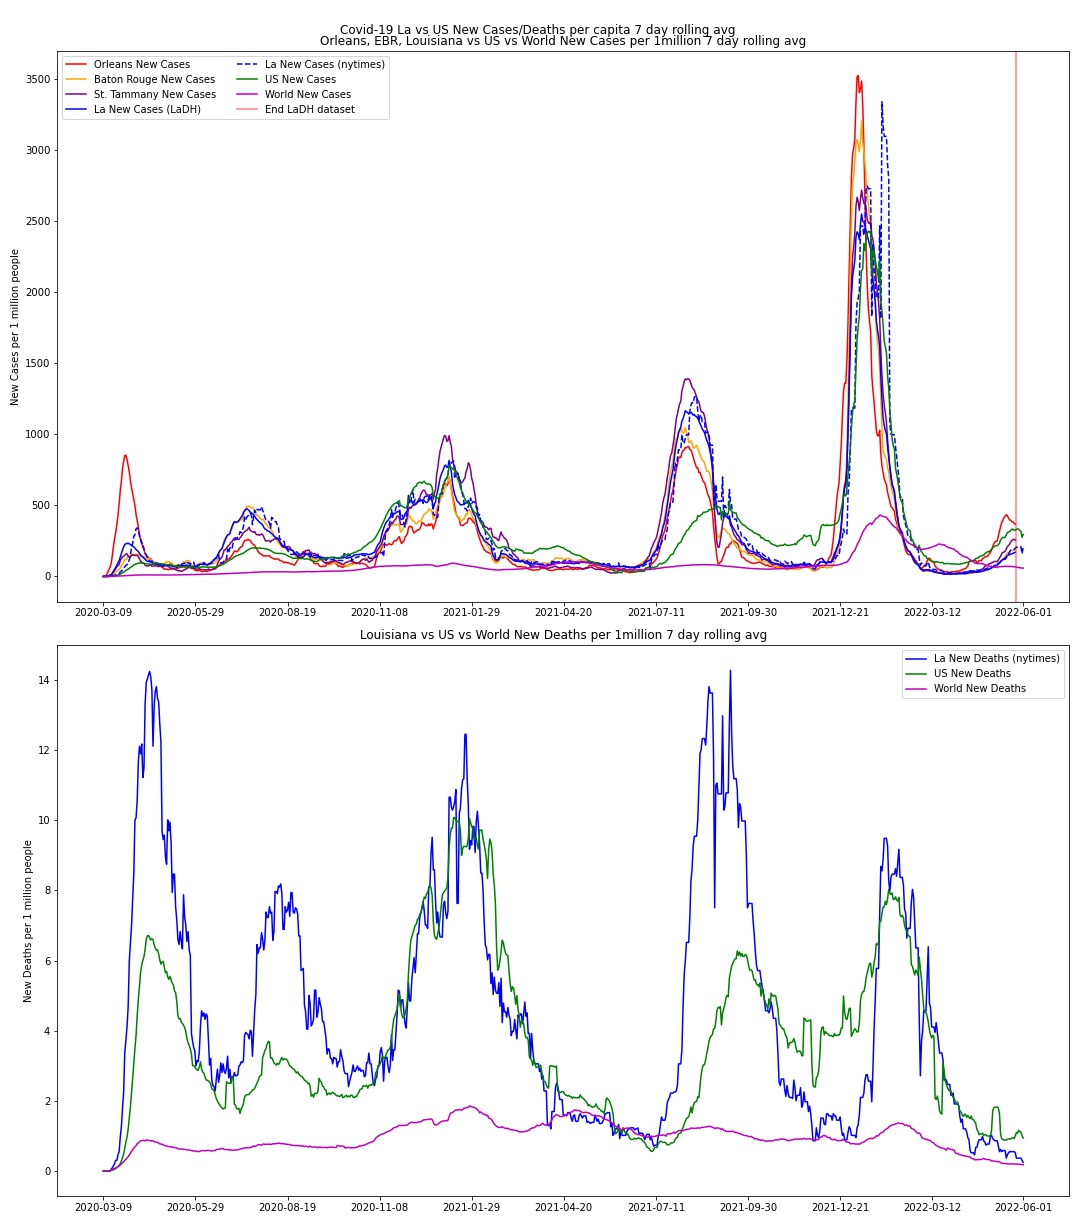 Covid-19 La vs US New Cases/Deaths per capita 7 day rolling avg
Orleans, EBR, Louisiana vs US vs World New Cases per 1million 7 day rolling avg
Orleans New Cases
Baton Rouge New Cases
St. Tammany New Cases
La New Cases (LaDH)
La New Cases (nytimes)
US New Cases
World New Cases
End LaDH dataset
New Cases per 1 million people
3500
3000
2500
2000
1500
1000
500
0
2020-03-09 2020-05-29 2020-08-19 2020-11-08 2021-01-29 2021-04-20 2021-07-11 2021-09-30 2021-12-21 2022-03-12 2022-06-01
Louisiana vs US vs World New Deaths per 1million 7 day rolling avg
La New Deaths (nytimes)
US New Deaths
World New Deaths
New Deaths per 1 million people
14
12
10
8
6
4
2
0
2020-03-09 2020-05-29 2020-08-19 2020-11-08 2021-01-29 2021-04-20 2021-07-11 2021-09-30 2021-12-21 2022-03-12 2022-06-01